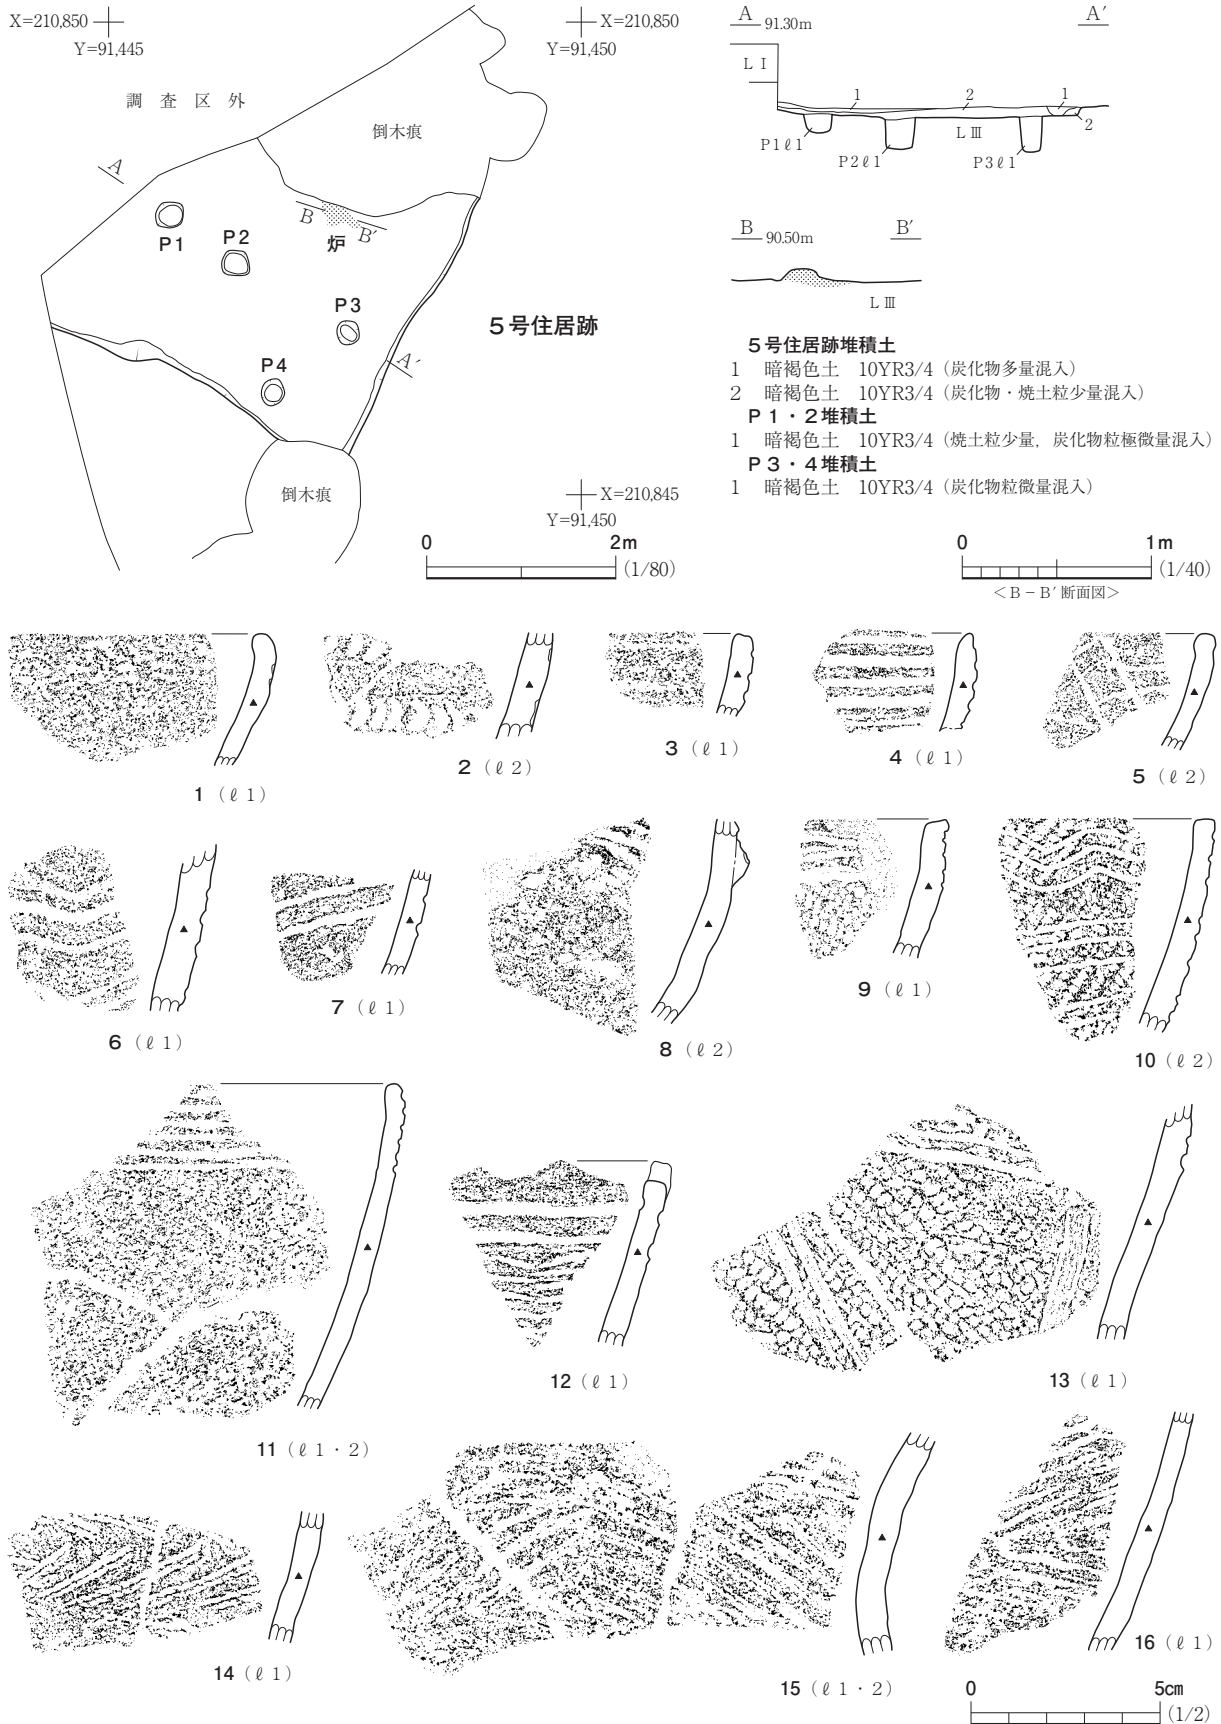 X=210,850
Y=91,445
X=210,850
Y=91,450
調査区外
倒木痕
A
B
B′
炉
P1
P2
P3
P4
A′
5号住居跡
倒木痕
X=210,845
Y=91,450
0 2m
(1/80)
A 91.30m A′
LⅠ
1 2 1
2
LⅢ
P1ℓ1
P2ℓ1
P3ℓ1
B 90.50m B′
LⅢ
5号住居跡堆積土
1 暗褐色土 10YR3/4（炭化物多量混入）
2 暗褐色土 10YR3/4（炭化物・焼土粒少量混入）
P1・2堆積土
1 暗褐色土 10YR3/4（焼土粒少量，炭化物粒極微量混入）
P3・4堆積土
1 暗褐色土 10YR3/4（炭化物粒微量混入）
0 1m
(1/40)
＜B－B′断面図＞
1（ℓ1）
2（ℓ2）
3（ℓ1）
4（ℓ1）
5（ℓ2）
6（ℓ1）
7（ℓ1）
8（ℓ2）
9（ℓ1）
10（ℓ2）
11（ℓ1・2）
12（ℓ1）
13（ℓ1）
14（ℓ1）
15（ℓ1・2）
16（ℓ1）
0 5cm
(1/2)